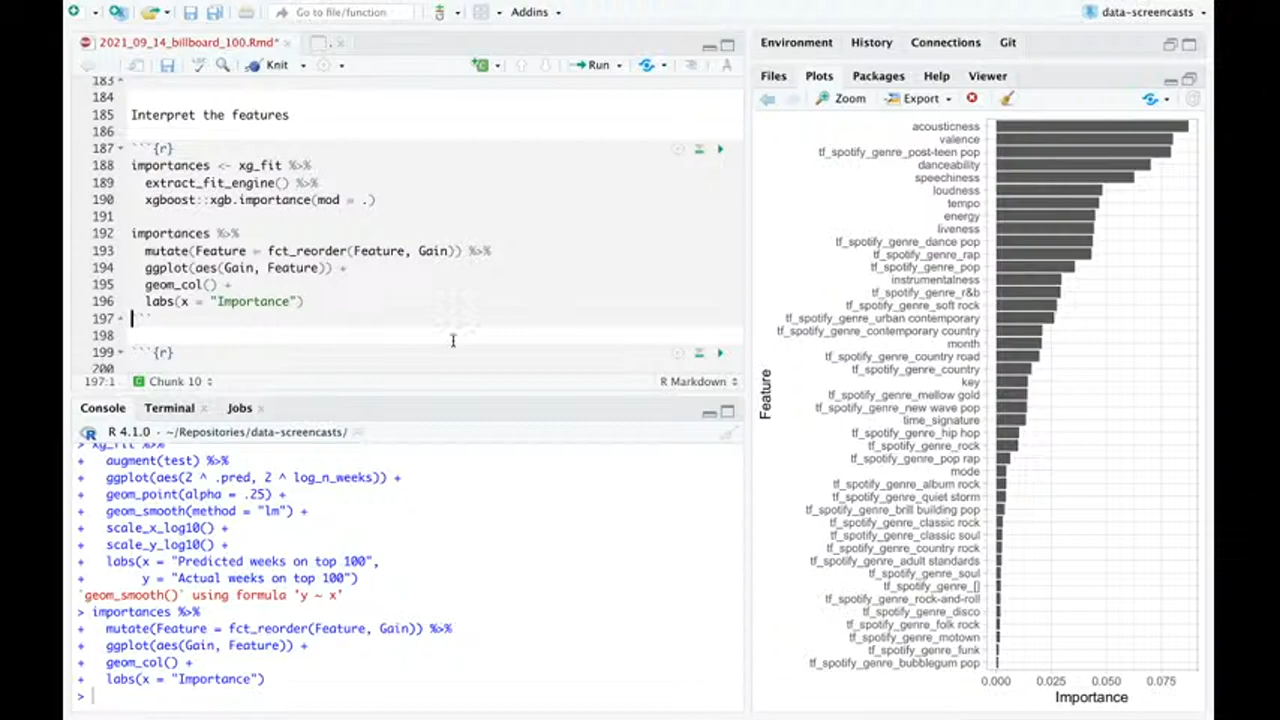 Go to file/function
Addins
data-screencasts
2021_09_14_billboard_100.Rmd*
Knit
Run
183
184
185 Interpret the features
186
187 ```{r}
188 importances <- xg_fit %>%
189 extract_fit_engine() %>%
190 xgboost::xgb.importance(mod = .)
191
192 importances %>%
193 mutate(Feature = fct_reorder(Feature, Gain)) %>%
194 ggplot(aes(Gain, Feature)) +
195 geom_col() +
196 labs(x = "Importance")
197 ```
198
199 ```{r}
200
197:1 Chunk 10 R Markdown
Console Terminal Jobs
R 4.1.0 · ~/Repositories/data-screencasts/
> xg_fit %>%
+ augment(test) %>%
+ ggplot(aes(2 ^ .pred, 2 ^ log_n_weeks)) +
+ geom_point(alpha = .25) +
+ geom_smooth(method = "lm") +
+ scale_x_log10() +
+ scale_y_log10() +
+ labs(x = "Predicted weeks on top 100",
+ y = "Actual weeks on top 100")
`geom_smooth()` using formula 'y ~ x'
> importances %>%
+ mutate(Feature = fct_reorder(Feature, Gain)) %>%
+ ggplot(aes(Gain, Feature)) +
+ geom_col() +
+ labs(x = "Importance")
>
Environment History Connections Git
Files Plots Packages Help Viewer
Zoom Export
acousticness
valence
tf_spotify_genre_post-teen pop
danceability
speechiness
loudness
tempo
energy
liveness
tf_spotify_genre_dance pop
tf_spotify_genre_rap
tf_spotify_genre_pop
instrumentalness
tf_spotify_genre_r&b
tf_spotify_genre_soft rock
tf_spotify_genre_urban contemporary
tf_spotify_genre_contemporary country
month
tf_spotify_genre_country road
tf_spotify_genre_country
key
tf_spotify_genre_mellow gold
tf_spotify_genre_new wave pop
time_signature
tf_spotify_genre_hip hop
tf_spotify_genre_rock
tf_spotify_genre_pop rap
mode
tf_spotify_genre_album rock
tf_spotify_genre_quiet storm
tf_spotify_genre_brill building pop
tf_spotify_genre_classic rock
tf_spotify_genre_classic soul
tf_spotify_genre_country rock
tf_spotify_genre_adult standards
tf_spotify_genre_soul
tf_spotify_genre_[]
tf_spotify_genre_rock-and-roll
tf_spotify_genre_disco
tf_spotify_genre_folk rock
tf_spotify_genre_motown
tf_spotify_genre_funk
tf_spotify_genre_bubblegum pop
Feature
0.000 0.025 0.050 0.075
Importance